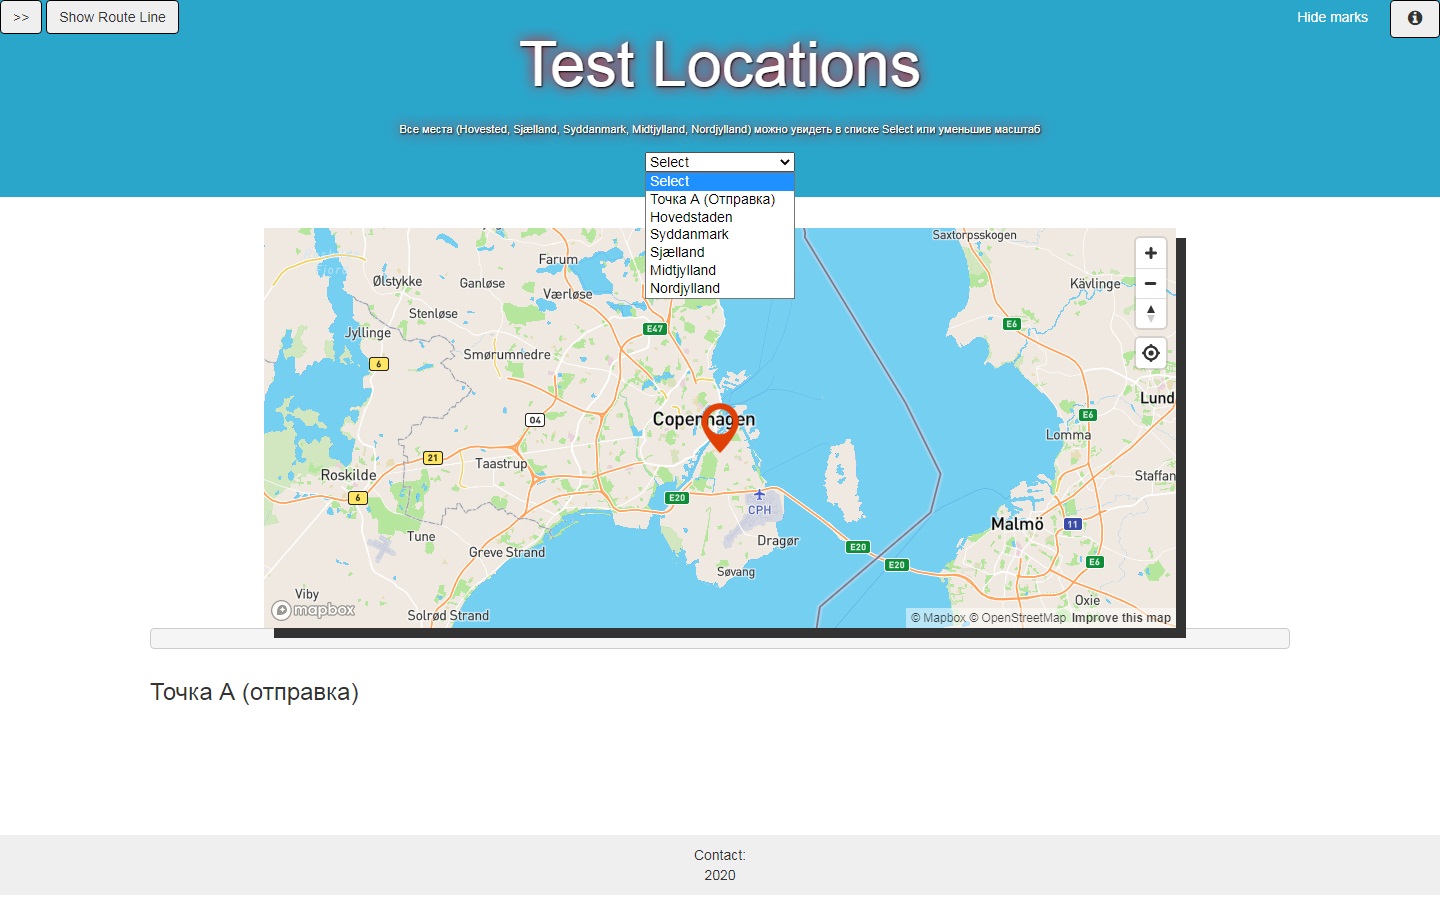 >>
Show Route Line
Hide marks
Test Locations
Все места (Hovested, Sjælland, Syddanmark, Midtjylland, Nordjylland) можно увидеть в списке Select или уменьшив масштаб
Select
Select
Точка А (Отправка)
Hovedstaden
Syddanmark
Sjælland
Midtjylland
Nordjylland
Saxtorpsskogen
Farum
Ølstykke
Ganløse
Værløse
Kävlinge
Stenløse
E6
Jyllinge
E47
Smørumnedre
6
Lund
04
Copenhagen
E6
Lomma
21
Taastrup
Roskilde
Staffan
6
E20
CPH
Malmö
11
Tune
Dragør
Greve Strand
E20
E20
E6
Søvang
Viby
Oxie
mapbox
Solrød Strand
© Mapbox © OpenStreetMap Improve this map
Точка А (отправка)
Contact:
2020